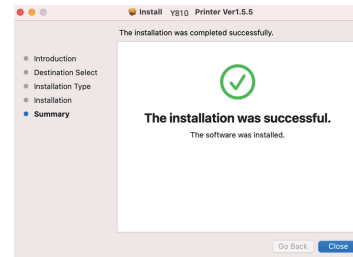 Install Y810 Printer Ver1.5.5
The installation was completed successfully.
Introduction
Destination Select
Installation Type
Installation
Summary
The installation was successful.
The software was installed.
Go Back
Close